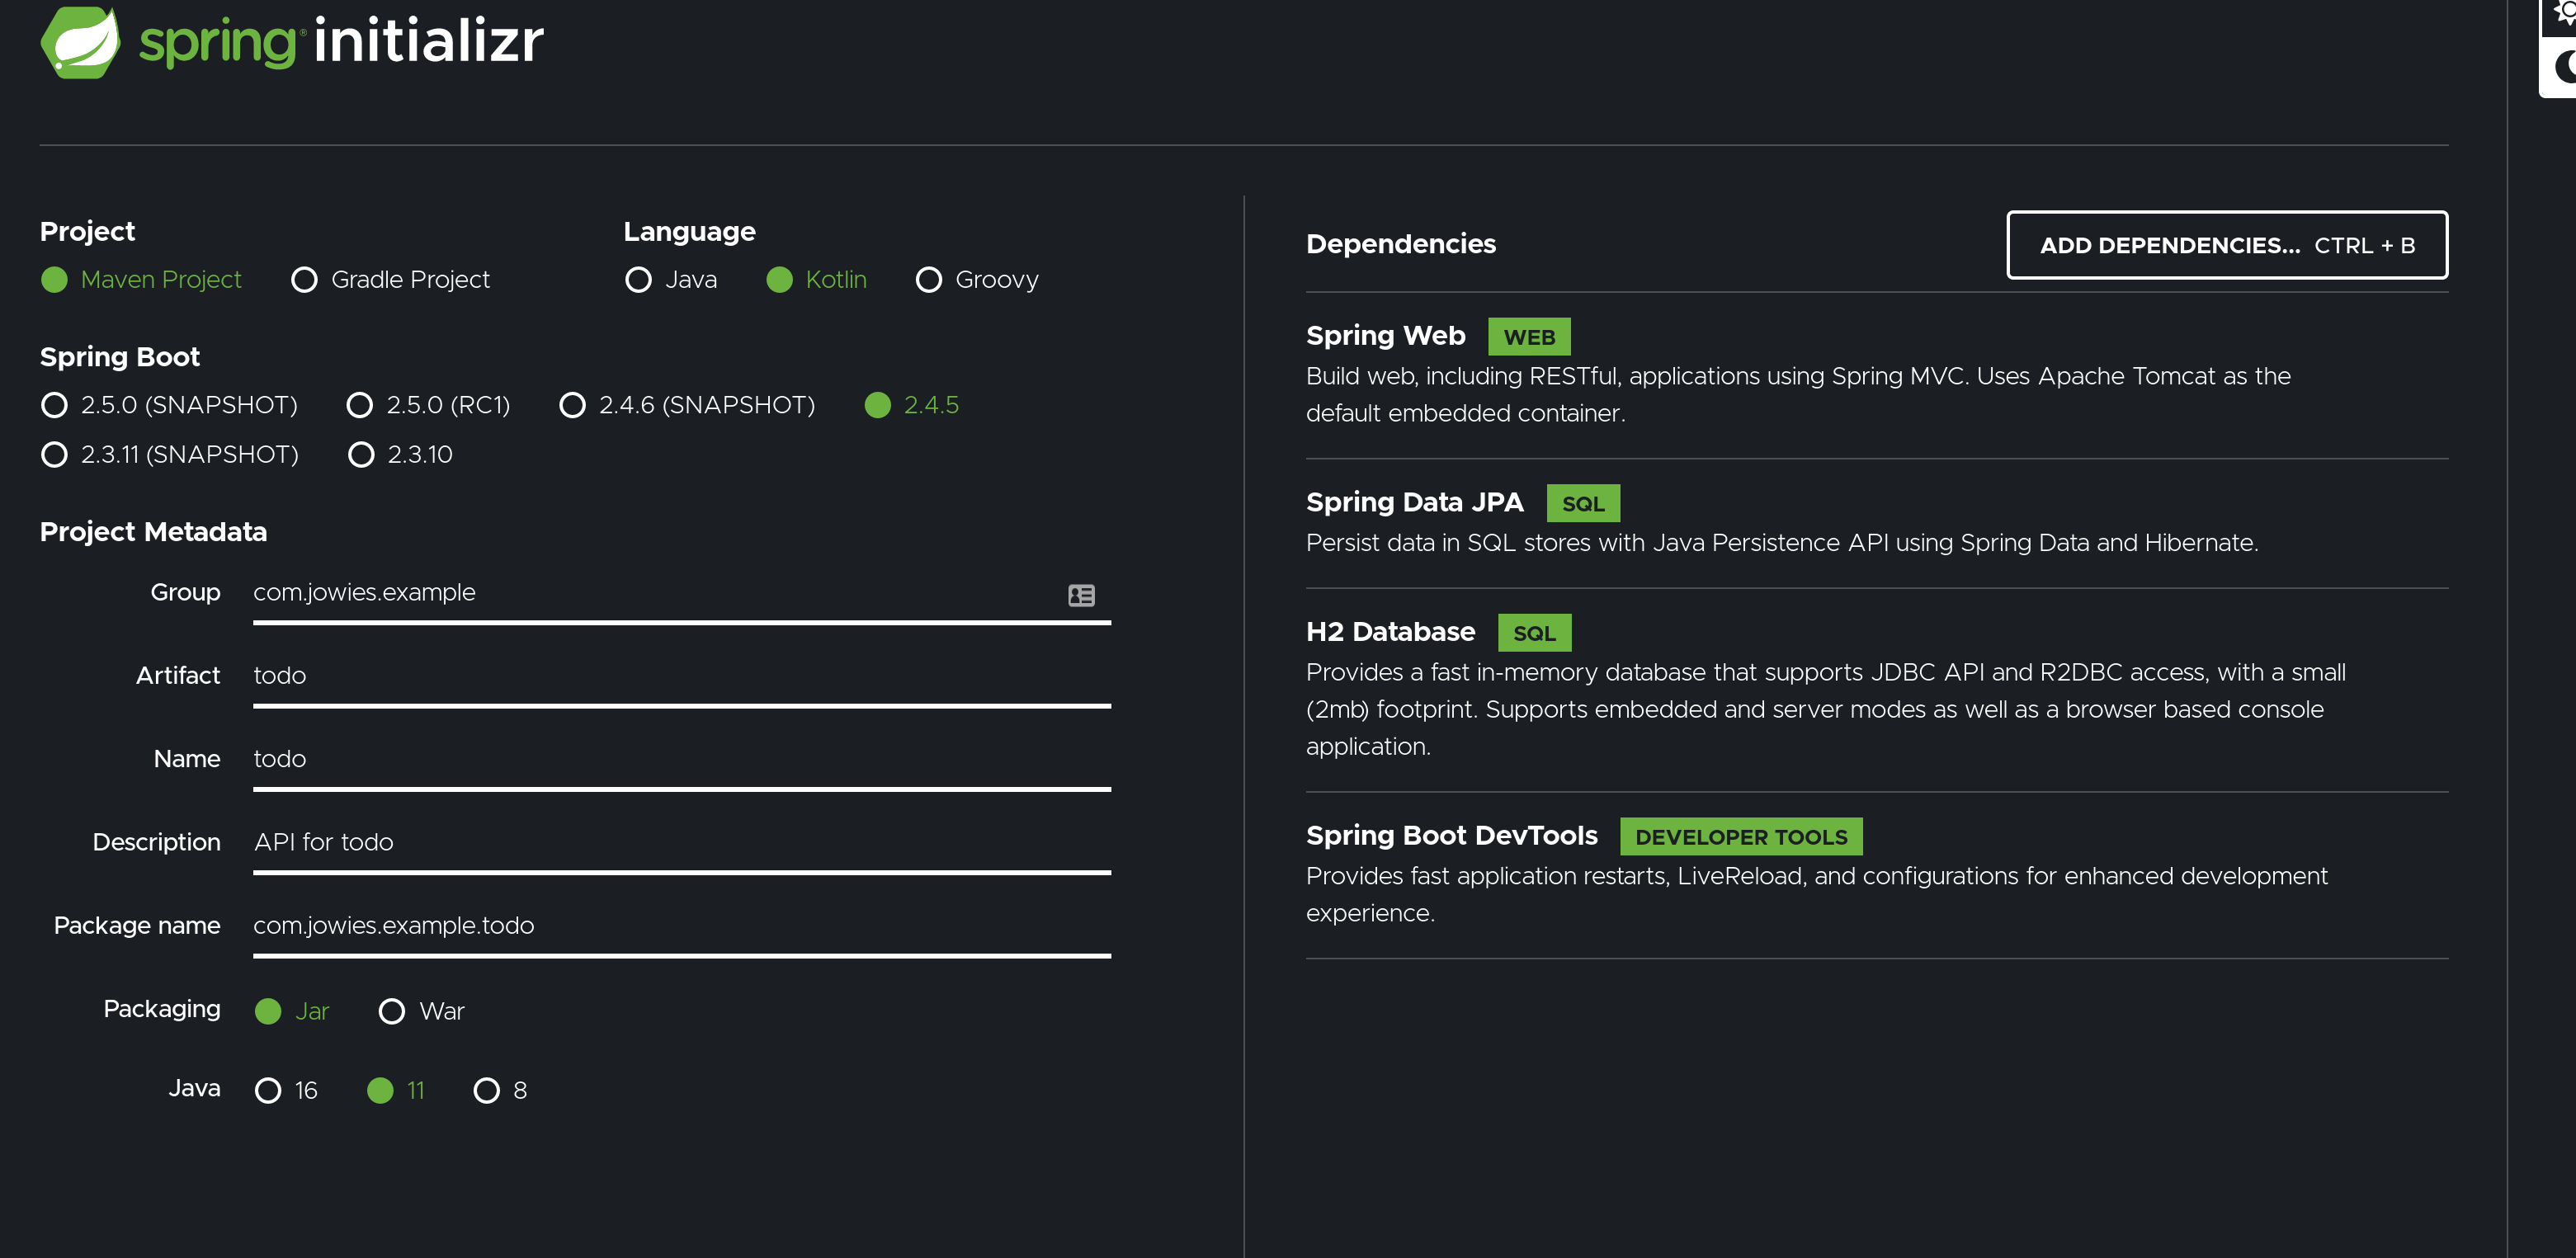 spring initializr
Project
Maven Project Gradle Project
Language
Java Kotlin Groovy
Spring Boot
2.5.0 (SNAPSHOT) 2.5.0 (RC1) 2.4.6 (SNAPSHOT) 2.4.5
2.3.11 (SNAPSHOT) 2.3.10
Project Metadata
Group com.jowies.example
Artifact todo
Name todo
Description API for todo
Package name com.jowies.example.todo
Packaging Jar War
Java 16 11 8
Dependencies
ADD DEPENDENCIES... CTRL + B
Spring Web WEB
Build web, including RESTful, applications using Spring MVC. Uses Apache Tomcat as the
default embedded container.
Spring Data JPA SQL
Persist data in SQL stores with Java Persistence API using Spring Data and Hibernate.
H2 Database SQL
Provides a fast in-memory database that supports JDBC API and R2DBC access, with a small
(2mb) footprint. Supports embedded and server modes as well as a browser based console
application.
Spring Boot DevTools DEVELOPER TOOLS
Provides fast application restarts, LiveReload, and configurations for enhanced development
experience.